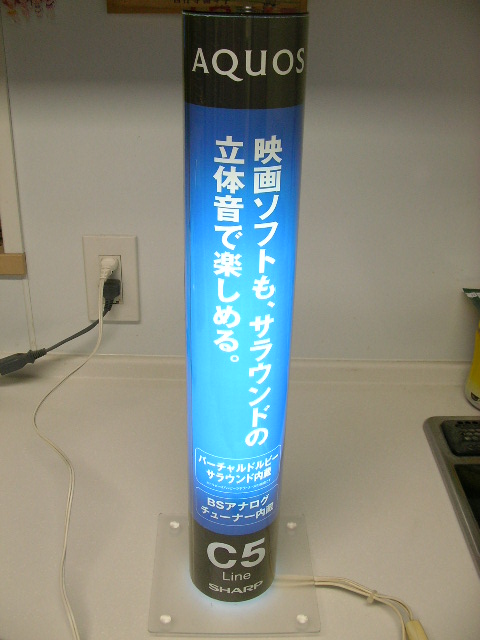 AQUOS
映画ソフトも、サラウンドの
立体音で楽しめる。
バーチャルドルビー
サラウンド内蔵
BSアナログ
チューナー内蔵
C5
Line
SHARP